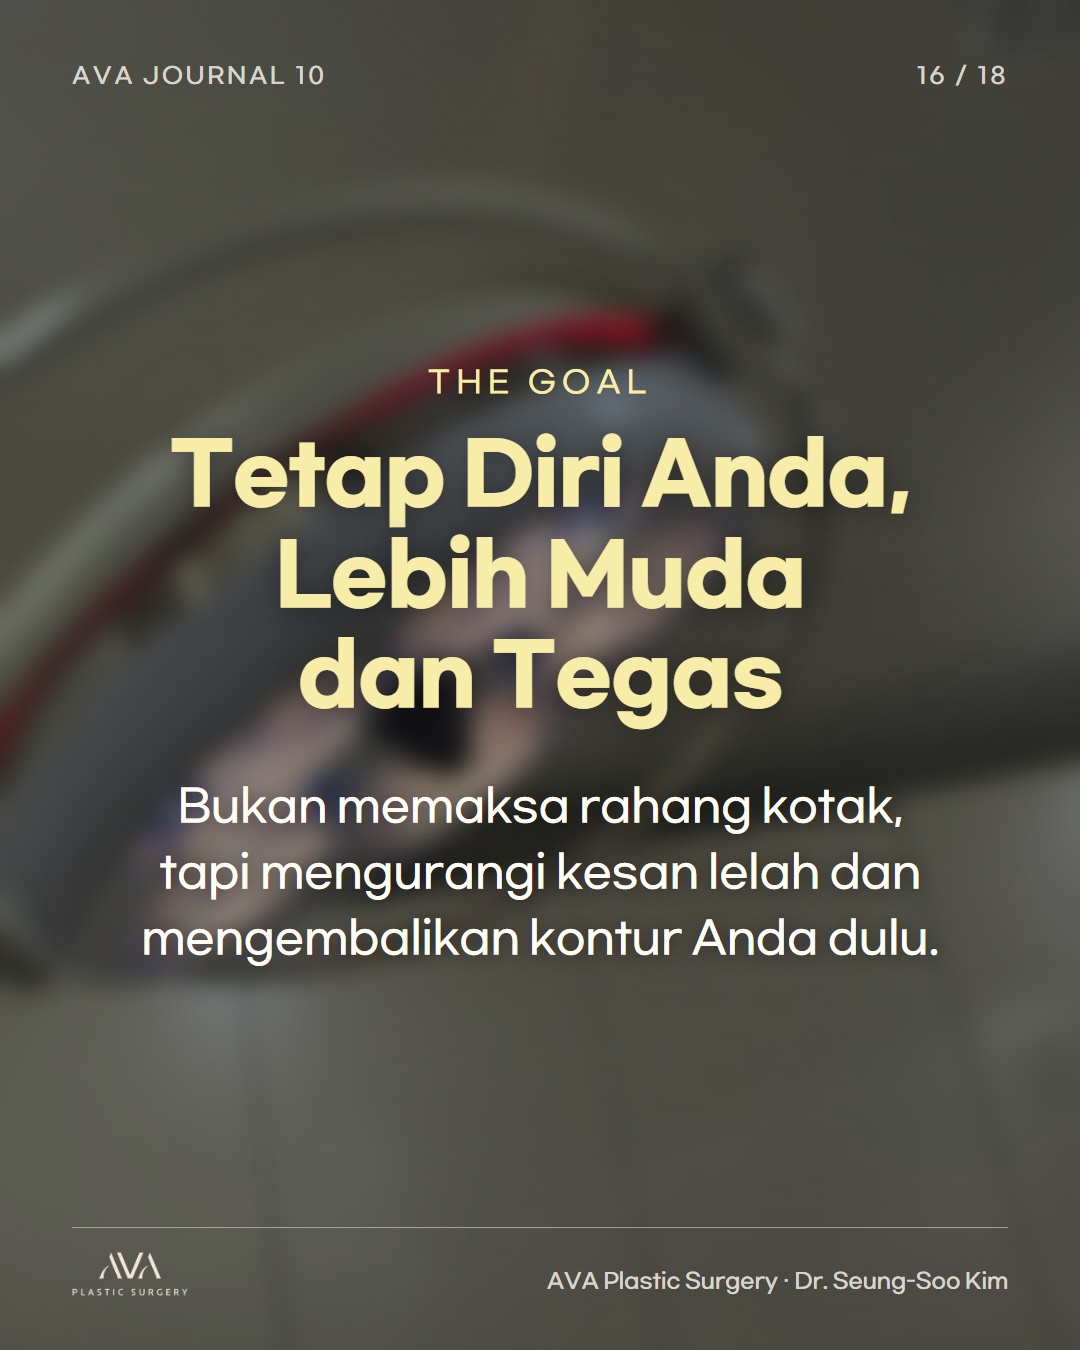 AVA JOURNAL 10
16 / 18
THE GOAL
Tetap Diri Anda,
Lebih Muda
dan Tegas
Bukan memaksa rahang kotak,
tapi mengurangi kesan lelah dan
mengembalikan kontur Anda dulu.
AVA
PLASTIC SURGERY
AVA Plastic Surgery · Dr. Seung-Soo Kim